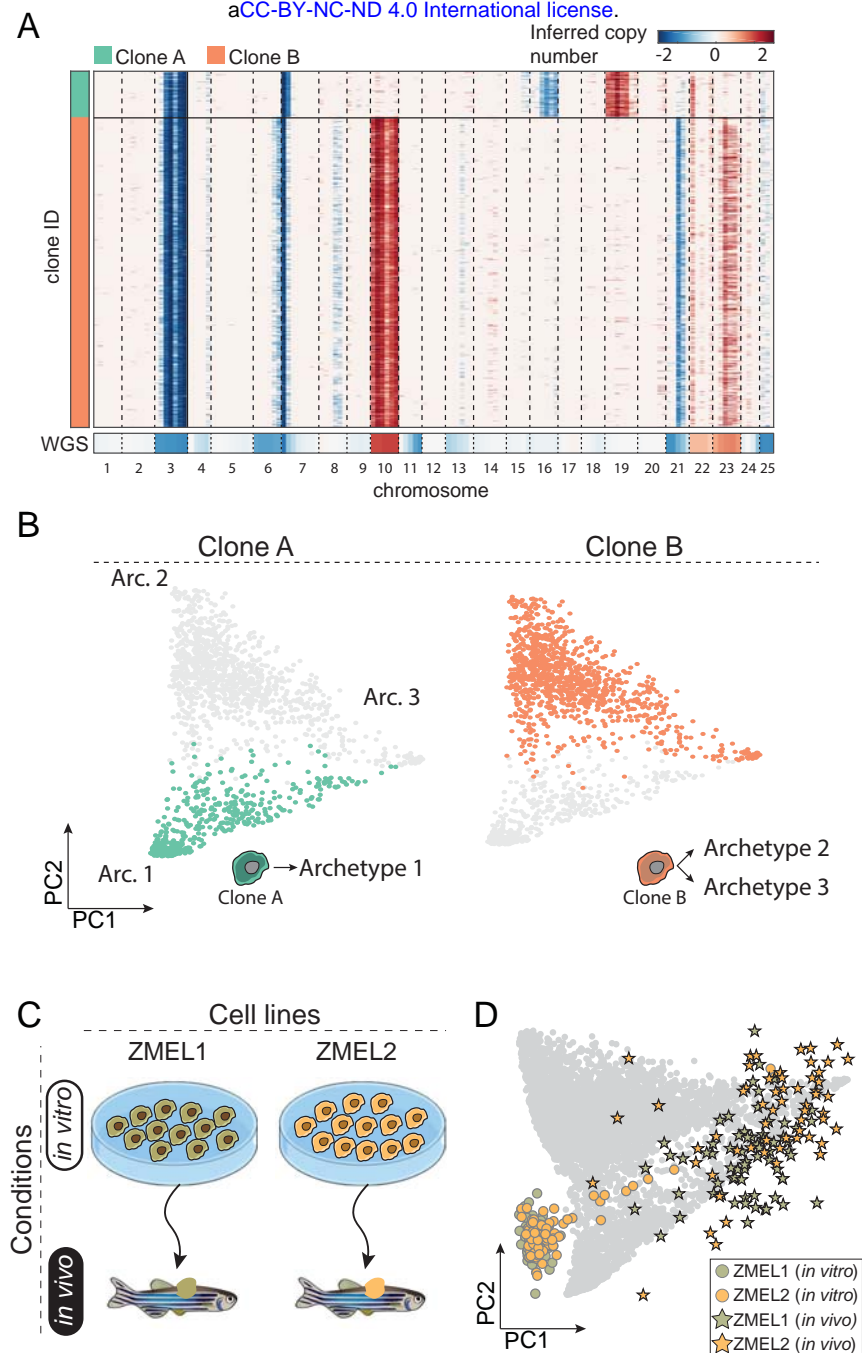 aCC-BY-NC-ND 4.0 International license.
A
Clone A
Clone B
Inferred copy
number
-2
0
2
clone ID
WGS
1 2 3 4 5 6 7 8 9 10 11 12 13 14 15 16 17 18 19 20 21 22 23 24 25
chromosome
B
Clone A
Clone B
Arc. 2
Arc. 3
Arc. 1
PC2
PC1
Clone A
Archetype 1
Clone B
Archetype 2
Archetype 3
C
Cell lines
ZMEL1
ZMEL2
Conditions
in vitro
in vivo
D
PC2
PC1
ZMEL1 (in vitro)
ZMEL2 (in vitro)
ZMEL1 (in vivo)
ZMEL2 (in vivo)